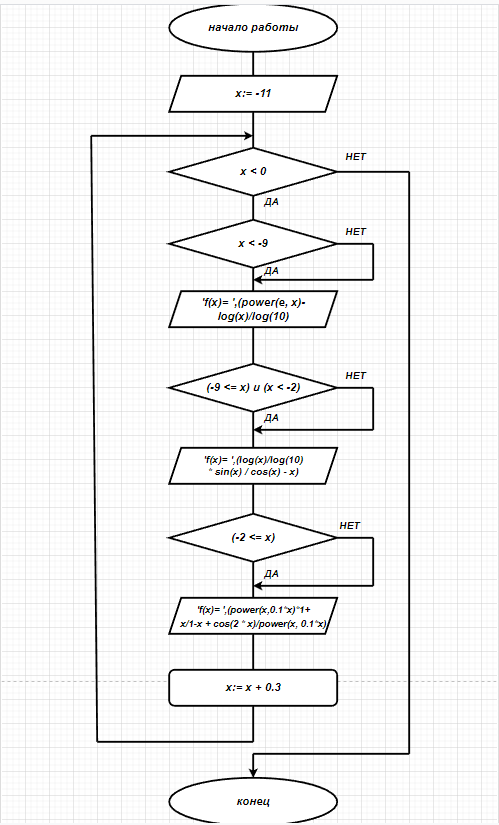 начало работы
x:= -11
x < 0
НЕТ
ДА
x < -9
НЕТ
ДА
'f(x)= ',(power(e, x)-
log(x)/log(10)
(-9 <= x) и (x < -2)
НЕТ
ДА
'f(x)= ',(log(x)/log(10)
* sin(x) / cos(x) - x)
(-2 <= x)
НЕТ
ДА
'f(x)= ',(power(x,0.1*x)*1+
x/1-x + cos(2 * x)/power(x, 0.1*x)
x:= x + 0.3
конец